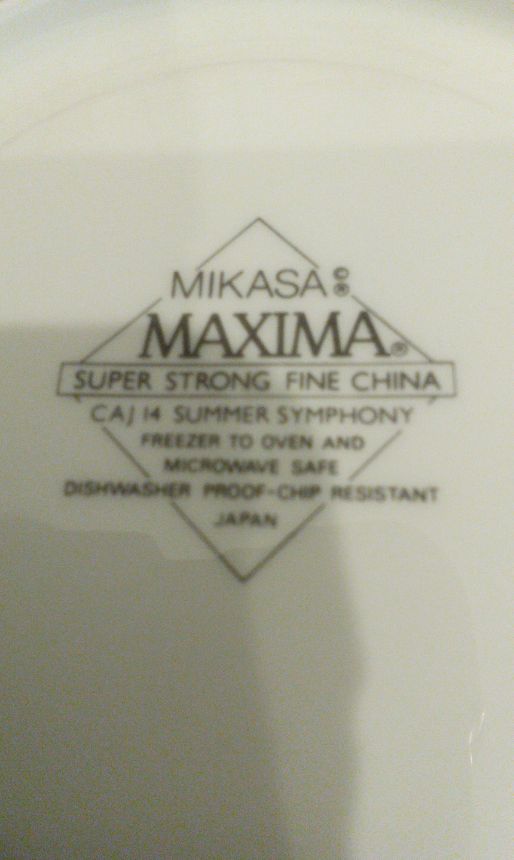 MIKASA ©®
MAXIMA®
SUPER STRONG FINE CHINA
CAJ 14 SUMMER SYMPHONY
FREEZER TO OVEN AND
MICROWAVE SAFE
DISHWASHER PROOF-CHIP RESISTANT
JAPAN